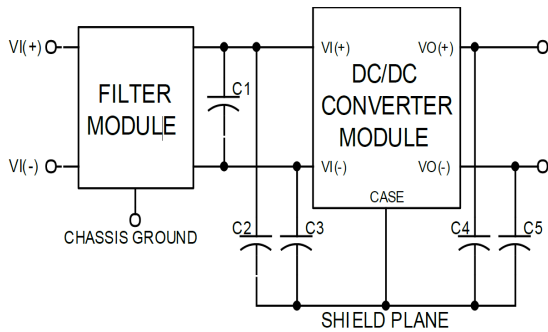 VI(+)
FILTER
MODULE
VI(-)
CHASSIS GROUND
C1
C2
C3
VI(+)
VO(+)
DC/DC
CONVERTER
MODULE
VI(-)
VO(-)
CASE
C4
C5
SHIELD PLANE